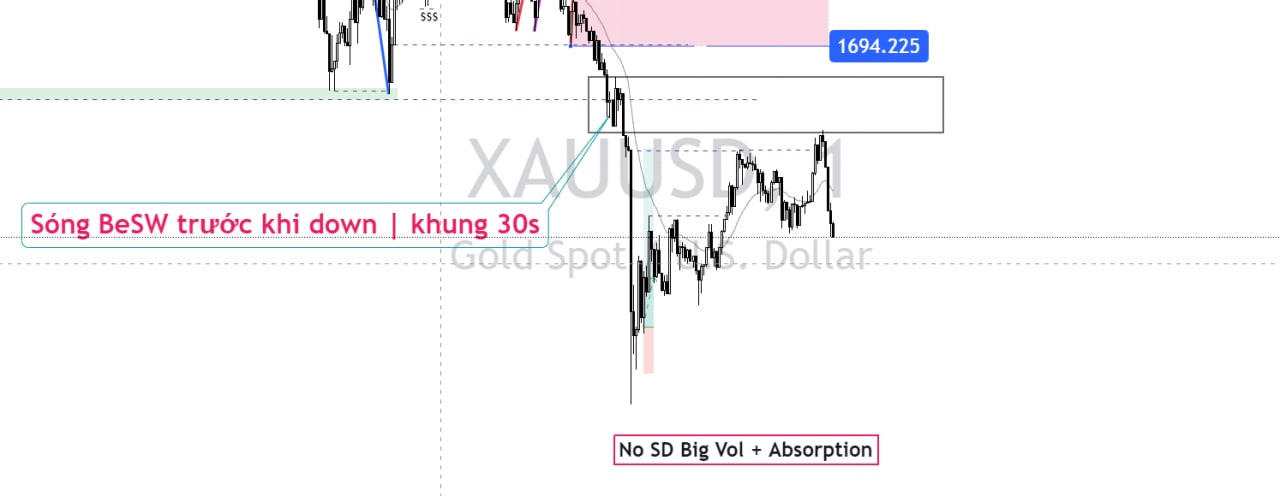 $$$
1694.225
XAUUSD, 1
Sóng BeSW trước khi down | khung 30s
Gold Spot U.S. Dollar
No SD Big Vol + Absorption